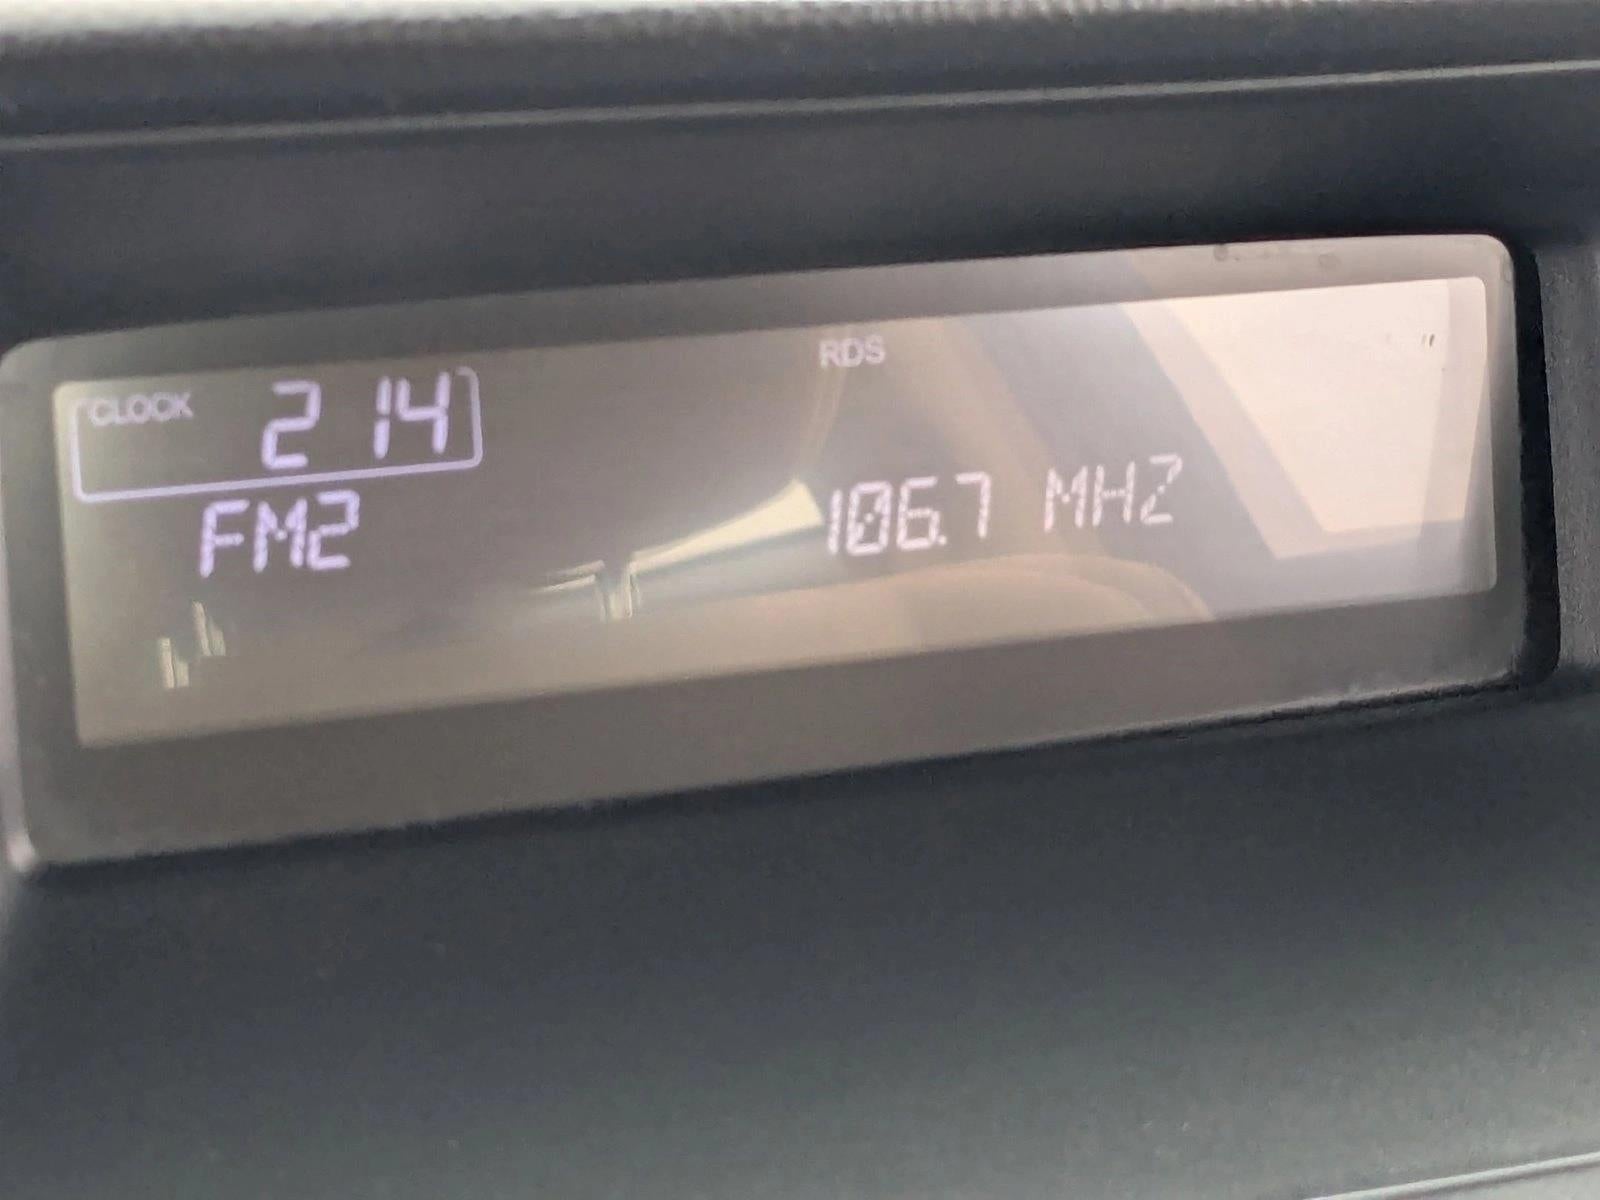 RDS
CLOCK 2 14
FM2 106.7 MHZ